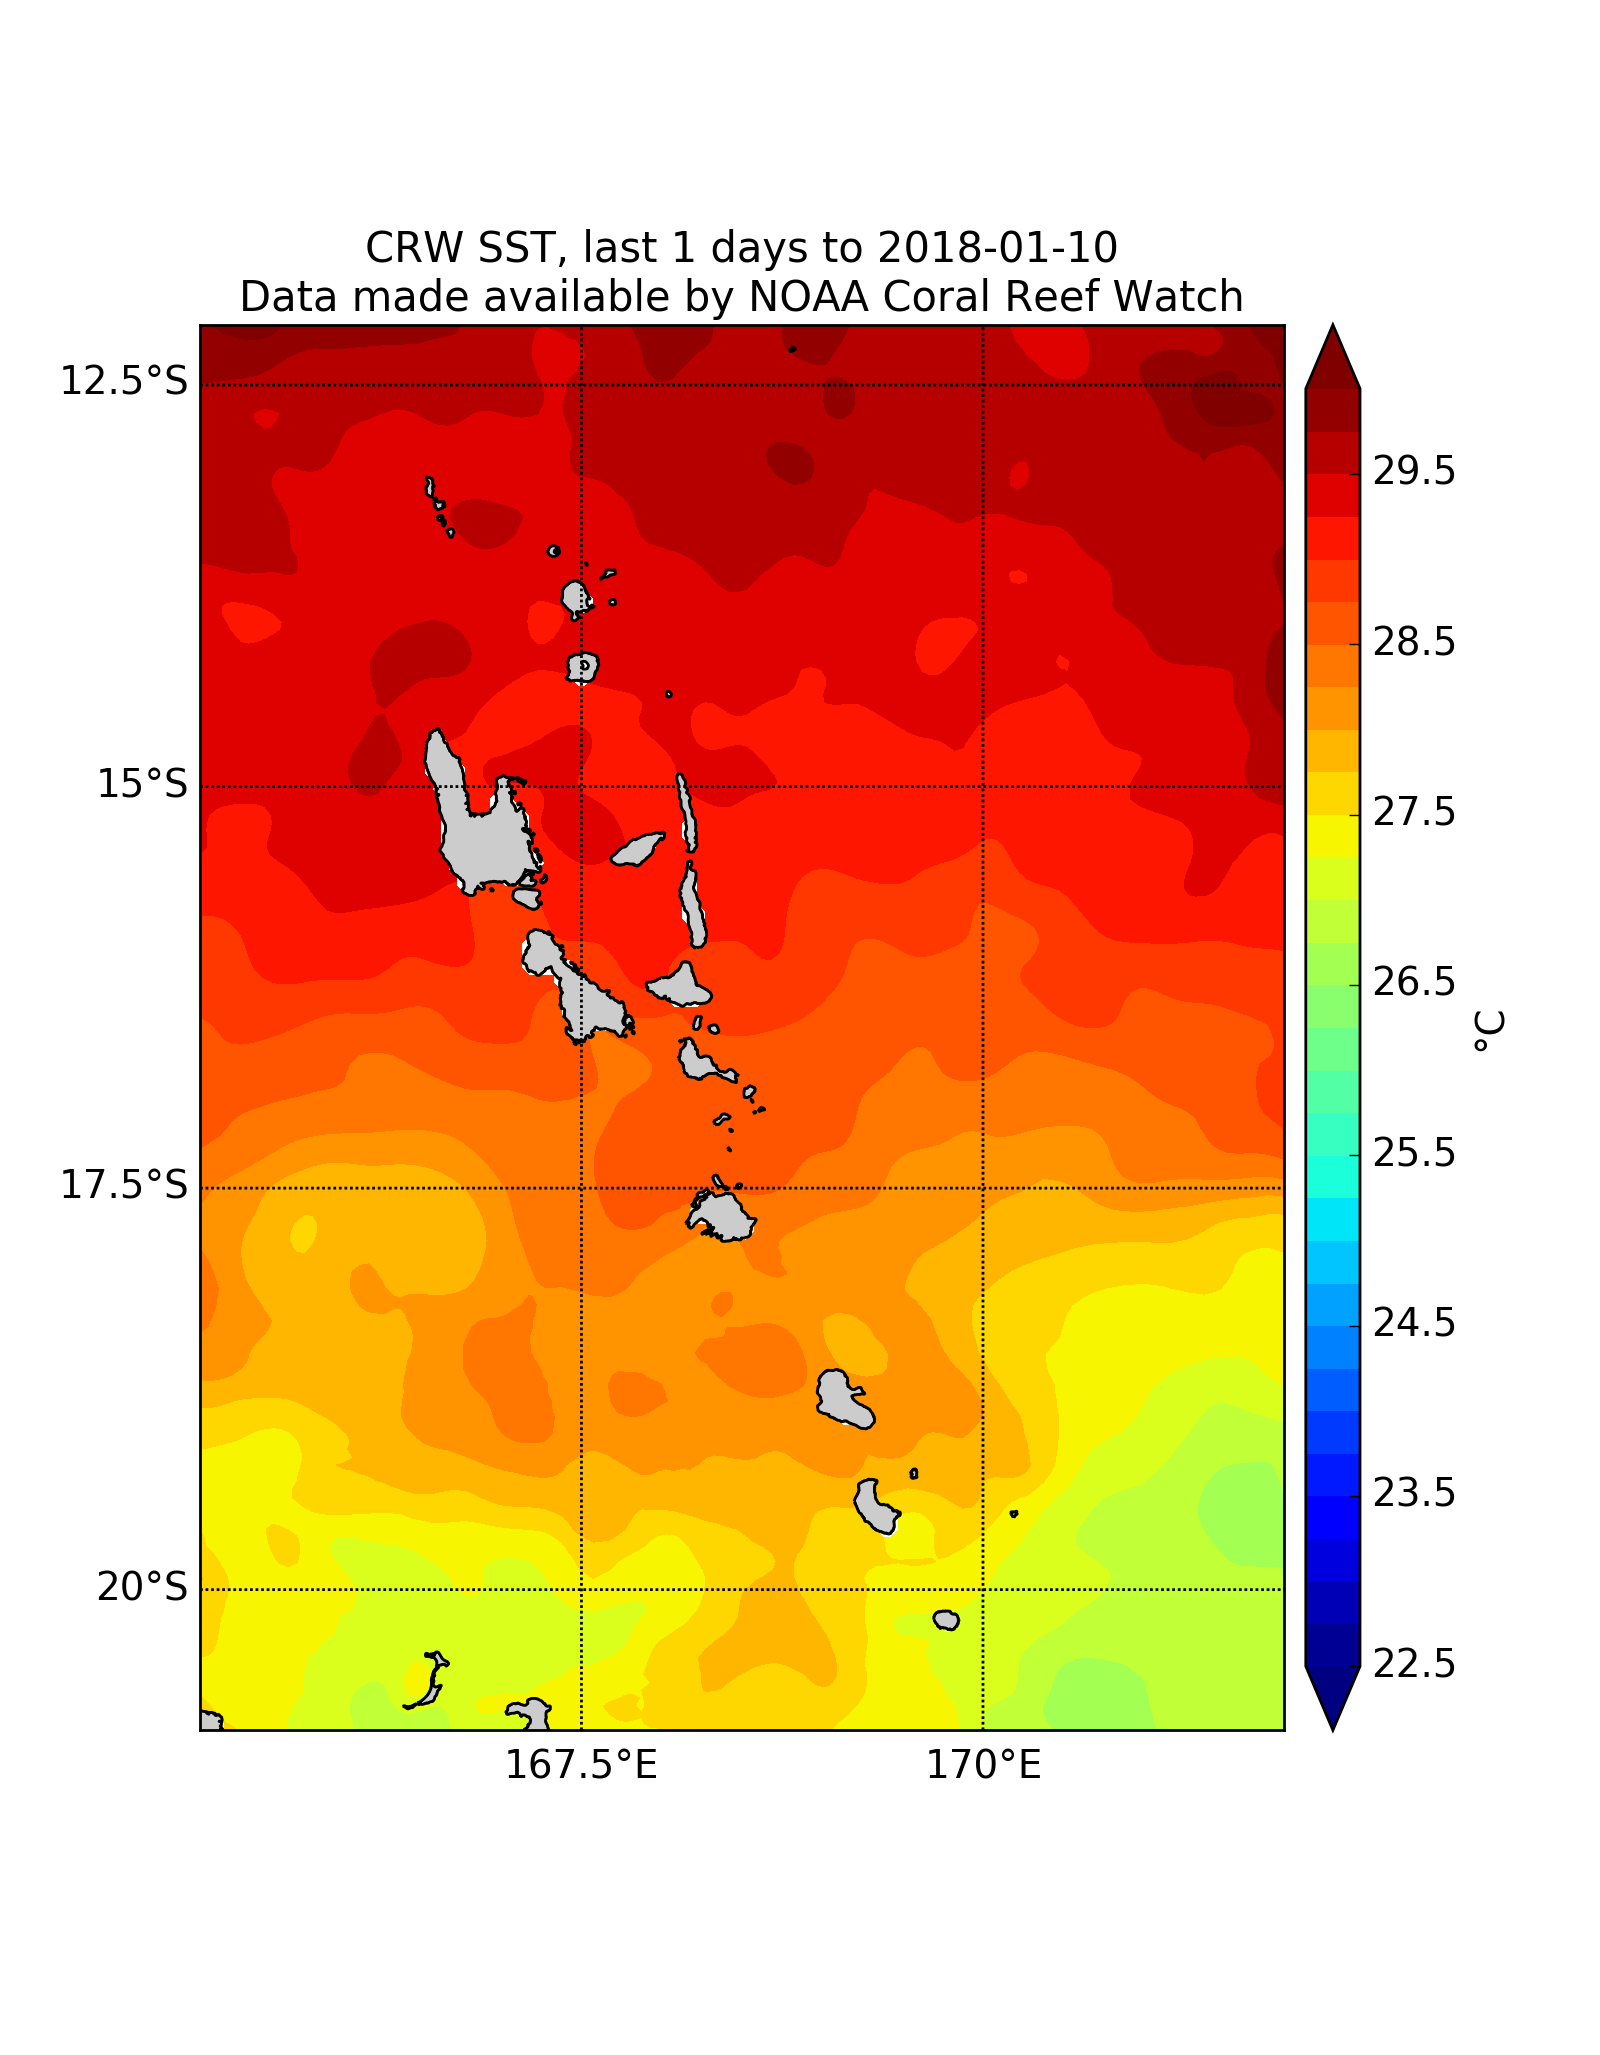 CRW SST, last 1 days to 2018-01-10
Data made available by NOAA Coral Reef Watch
12.5°S
15°S
17.5°S
20°S
167.5°E
170°E
29.5
28.5
27.5
26.5
25.5
24.5
23.5
22.5
°C